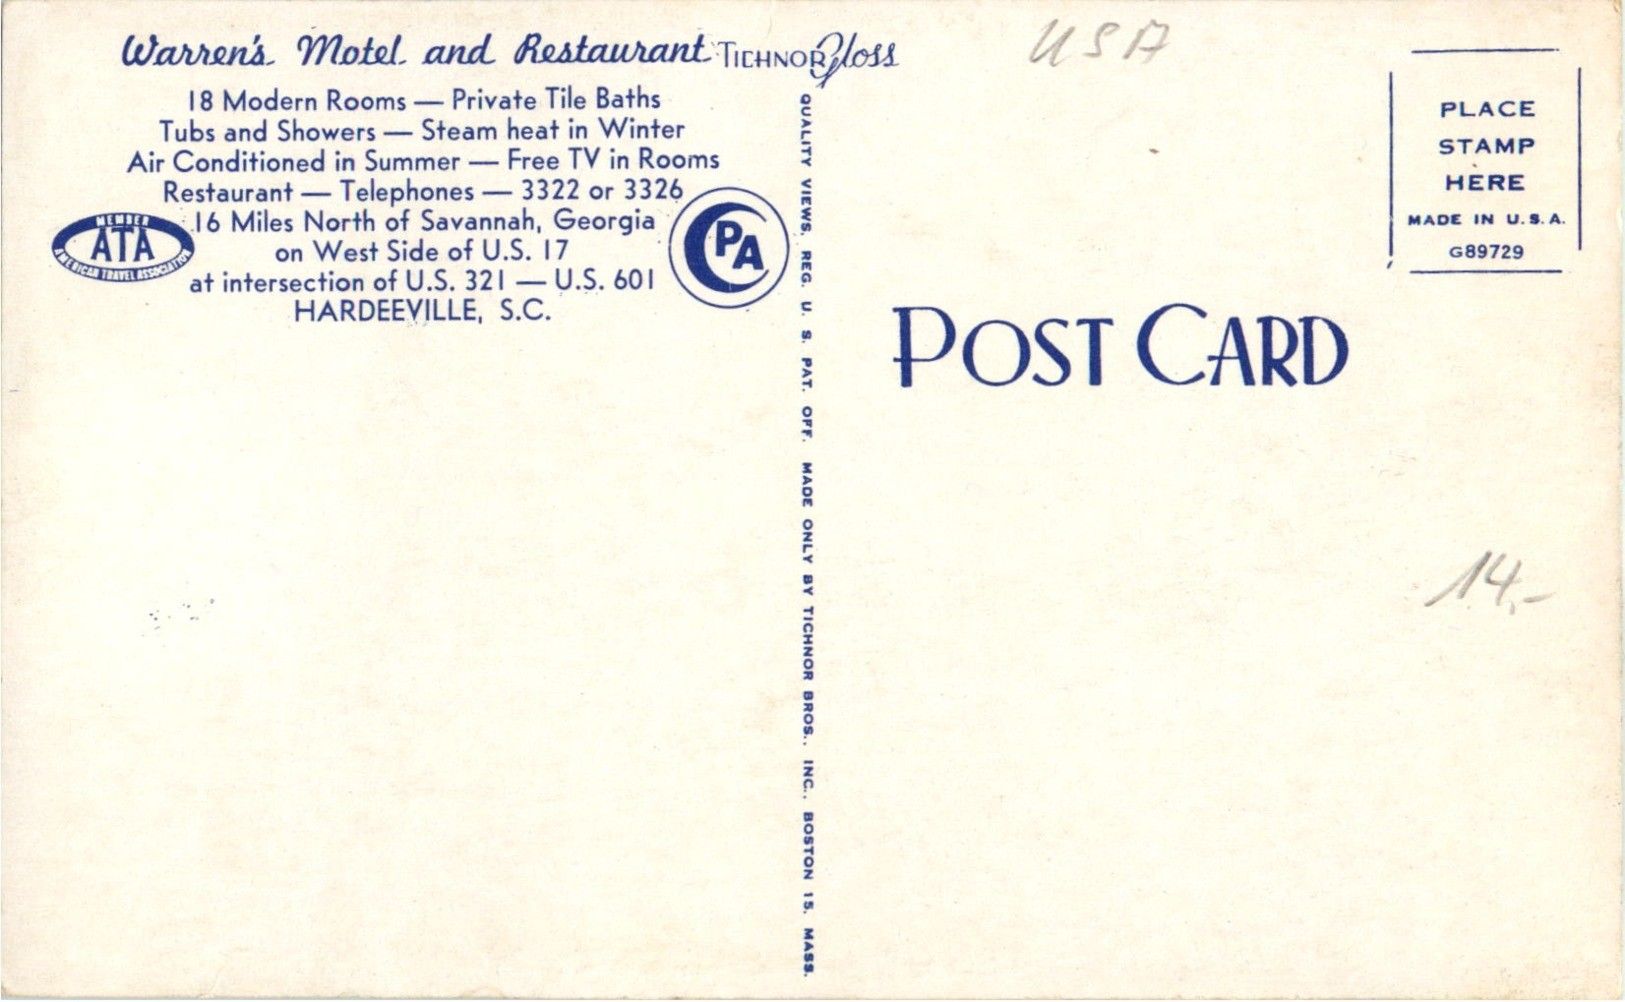 Warren's Motel and Restaurant
18 Modern Rooms — Private Tile Baths
Tubs and Showers — Steam heat in Winter
Air Conditioned in Summer — Free TV in Rooms
Restaurant — Telephones — 3322 or 3326
16 Miles North of Savannah, Georgia
on West Side of U.S. 17
at intersection of U.S. 321 — U.S. 601
HARDEEVILLE, S.C.
MEMBER
ATA
AMERICAN TRAVEL ASSOCIATION
CPA
TICHNOR Gloss
QUALITY VIEWS. REG. U. S. PAT. OFF. MADE ONLY BY TICHNOR BROS., INC., BOSTON 15, MASS.
USA
PLACE
STAMP
HERE
MADE IN U.S.A.
G89729
POST CARD
14,-